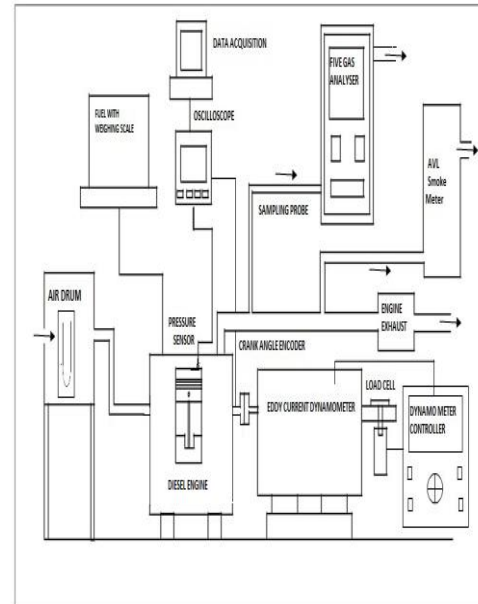 DATA ACQUISITION
FIVE GAS
ANALYSER
FUEL WITH
WEIGHING SCALE
OSCILLOSCOPE
AVL
Smoke
Meter
SAMPLING PROBE
AIR DRUM
PRESSURE
SENSOR
ENGINE
EXHAUST
CRANK ANGLE ENCODER
LOAD CELL
EDDY CURRENT DYNAMOMETER
DYNAMO METER
CONTROLLER
DIESEL ENGINE